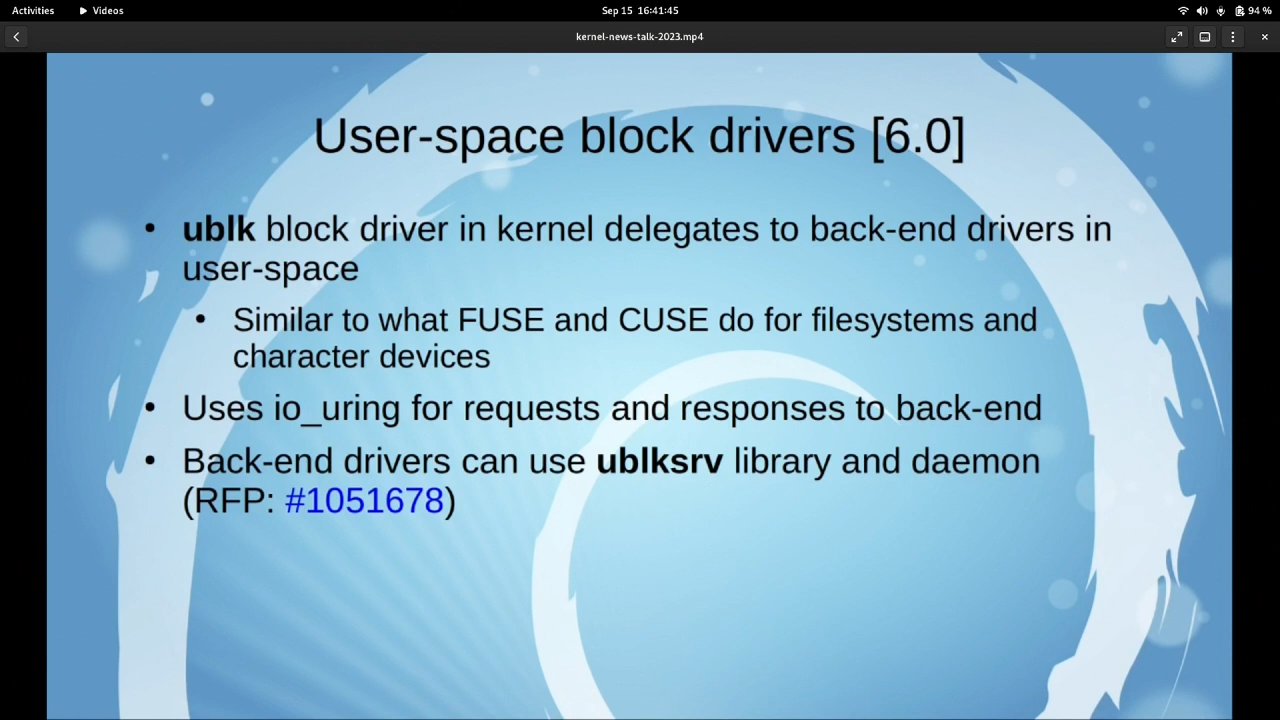 Activities Videos Sep 15 16:41:45 94 %
kernel-news-talk-2023.mp4
User-space block drivers [6.0]
• ublk block driver in kernel delegates to back-end drivers in
user-space
• Similar to what FUSE and CUSE do for filesystems and
character devices
• Uses io_uring for requests and responses to back-end
• Back-end drivers can use ublksrv library and daemon
(RFP: #1051678)